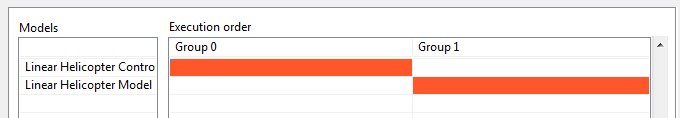 Models
Execution order
Group 0
Group 1
Linear Helicopter Contro
Linear Helicopter Model